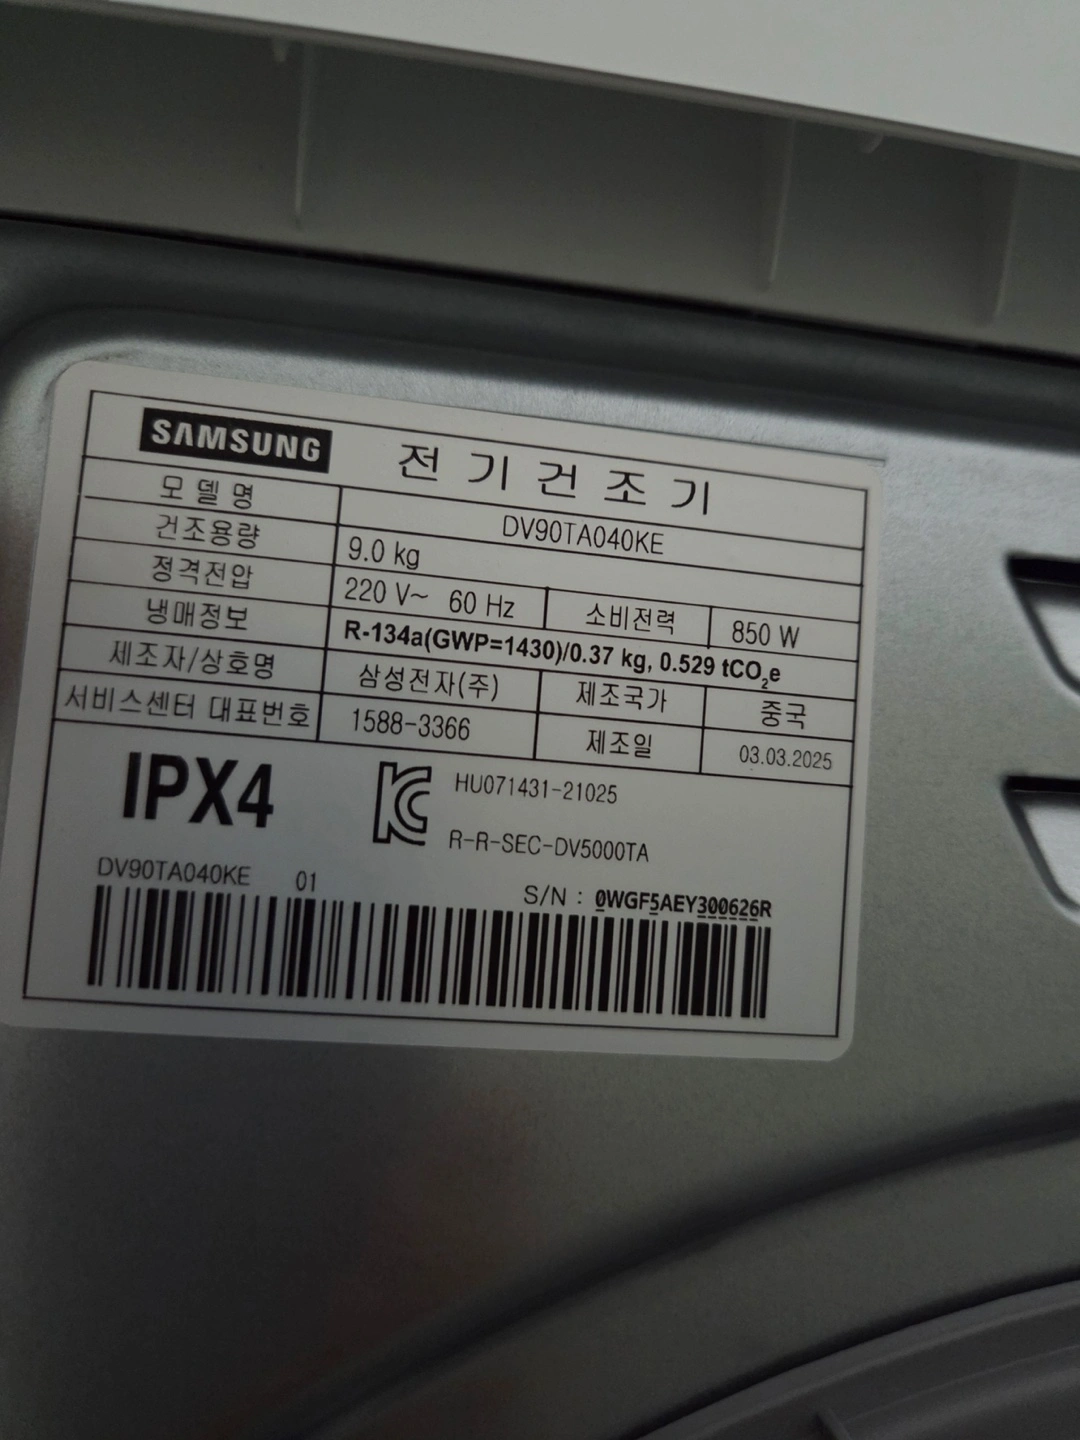 SAMSUNG 전기건조기
모델명 DV90TA040KE
건조용량 9.0 kg
정격전압 220 V~ 60 Hz 소비전력 850 W
냉매정보 R-134a(GWP=1430)/0.37 kg, 0.529 tCO₂e
제조자/상호명 삼성전자(주) 제조국가 중국
서비스센터 대표번호 1588-3366 제조일 03.03.2025
IPX4 KC HU071431-21025
R-R-SEC-DV5000TA
DV90TA040KE 01 S/N : 0WGF5AEY300626R